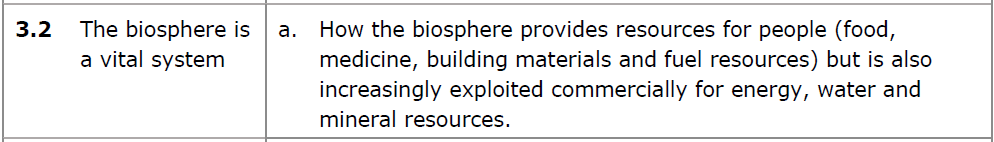 3.2 The biosphere is a. How the biosphere provides resources for people (food,
a vital system medicine, building materials and fuel resources) but is also
increasingly exploited commercially for energy, water and
mineral resources.